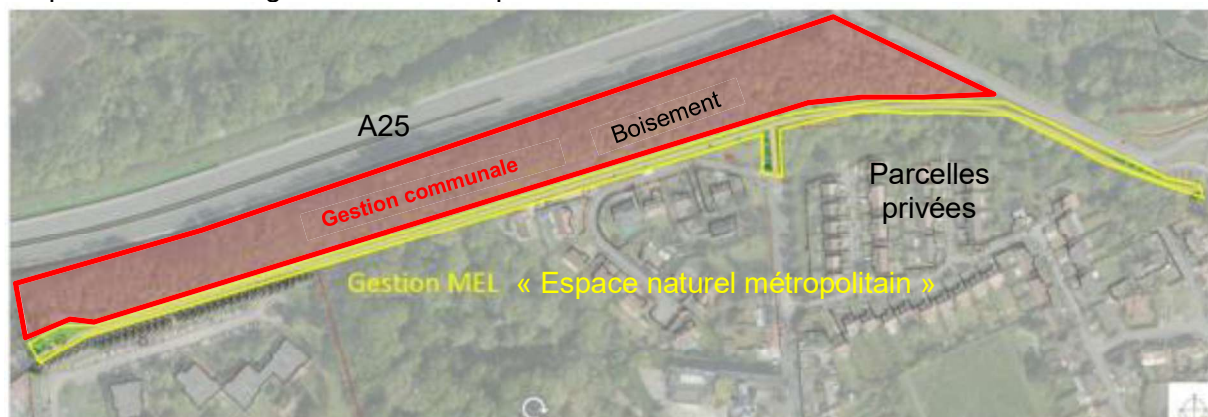 A25
Boisement
Gestion communale
Parcelles
privées
Gestion MEL « Espace naturel métropolitain »